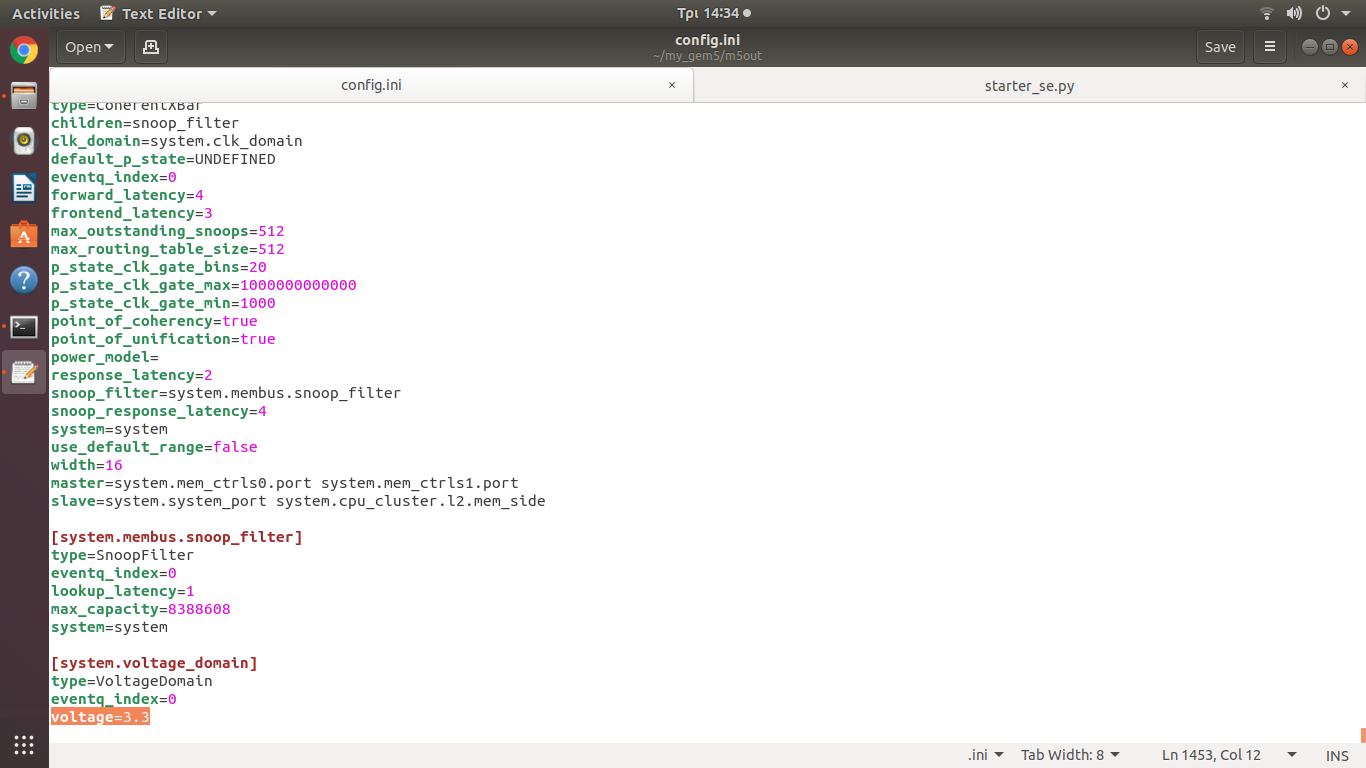 Activities Text Editor Τρι 14:34
Open config.ini Save
~/my_gem5/m5out
config.ini × starter_se.py ×
type=CoherentXBar
children=snoop_filter
clk_domain=system.clk_domain
default_p_state=UNDEFINED
eventq_index=0
forward_latency=4
frontend_latency=3
max_outstanding_snoops=512
max_routing_table_size=512
p_state_clk_gate_bins=20
p_state_clk_gate_max=1000000000000
p_state_clk_gate_min=1000
point_of_coherency=true
point_of_unification=true
power_model=
response_latency=2
snoop_filter=system.membus.snoop_filter
snoop_response_latency=4
system=system
use_default_range=false
width=16
master=system.mem_ctrls0.port system.mem_ctrls1.port
slave=system.system_port system.cpu_cluster.l2.mem_side
[system.membus.snoop_filter]
type=SnoopFilter
eventq_index=0
lookup_latency=1
max_capacity=8388608
system=system
[system.voltage_domain]
type=VoltageDomain
eventq_index=0
voltage=3.3
.ini Tab Width: 8 Ln 1453, Col 12 INS